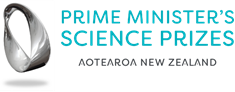 PRIME MINISTER'S
SCIENCE PRIZES
AOTEAROA NEW ZEALAND